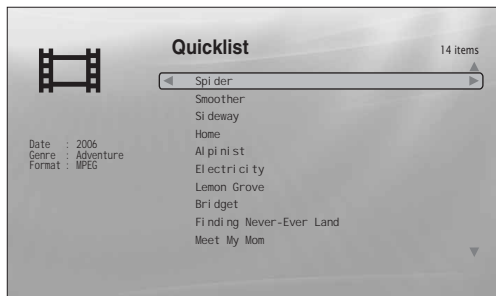 Quicklist
14 items
Spider
Smoother
Sideway
Home
Alpinist
Electricity
Lemon Grove
Bridget
Finding Never-Ever Land
Meet My Mom
Date : 2006
Genre : Adventure
Format : MPEG